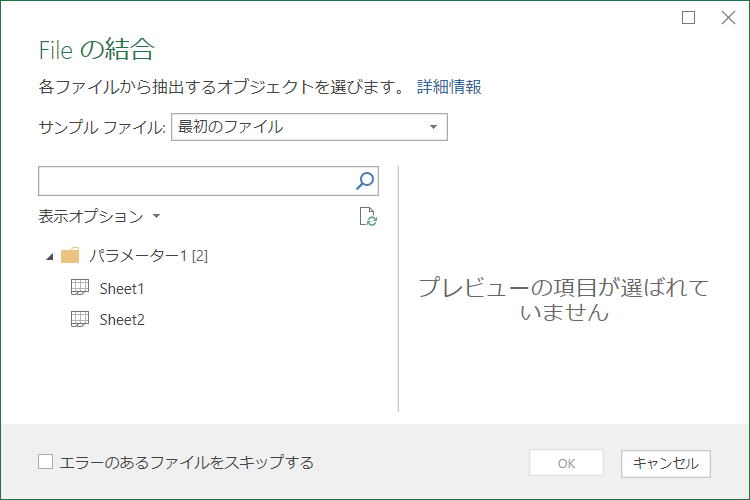 File の結合
各ファイルから抽出するオブジェクトを選びます。 詳細情報
サンプル ファイル: 最初のファイル
表示オプション
パラメーター1 [2]
Sheet1
Sheet2
プレビューの項目が選ばれて
いません
エラーのあるファイルをスキップする
OK
キャンセル